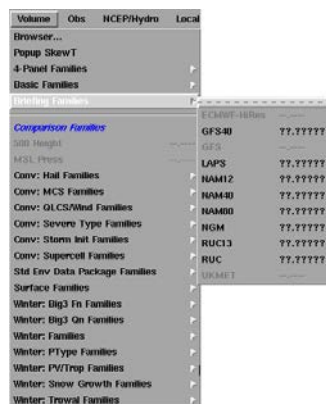 Volume Obs NCEP/Hydro Local
Browser...
Popup SkewT
4-Panel Families
Basic Families
Briefing Families
Comparison Families
500 Height --.----
MSL Press --.----
Conv: Hail Families
Conv: MCS Families
Conv: QLCS/Wind Families
Conv: Severe Type Families
Conv: Storm Init Families
Conv: Supercell Families
Std Env Data Package Families
Surface Families
Winter: Big3 Fn Families
Winter: Big3 Qn Families
Winter: Families
Winter: PType Families
Winter: PV/Trop Families
Winter: Snow Growth Families
Winter: Trowal Families
ECMWF-HiRes --.----
GFS40 ??.?????
GFS --.----
LAPS ??.?????
NAM12 ??.?????
NAM40 ??.?????
NAM80 ??.?????
NGM ??.?????
RUC13 ??.?????
RUC ??.?????
UKMET --.----